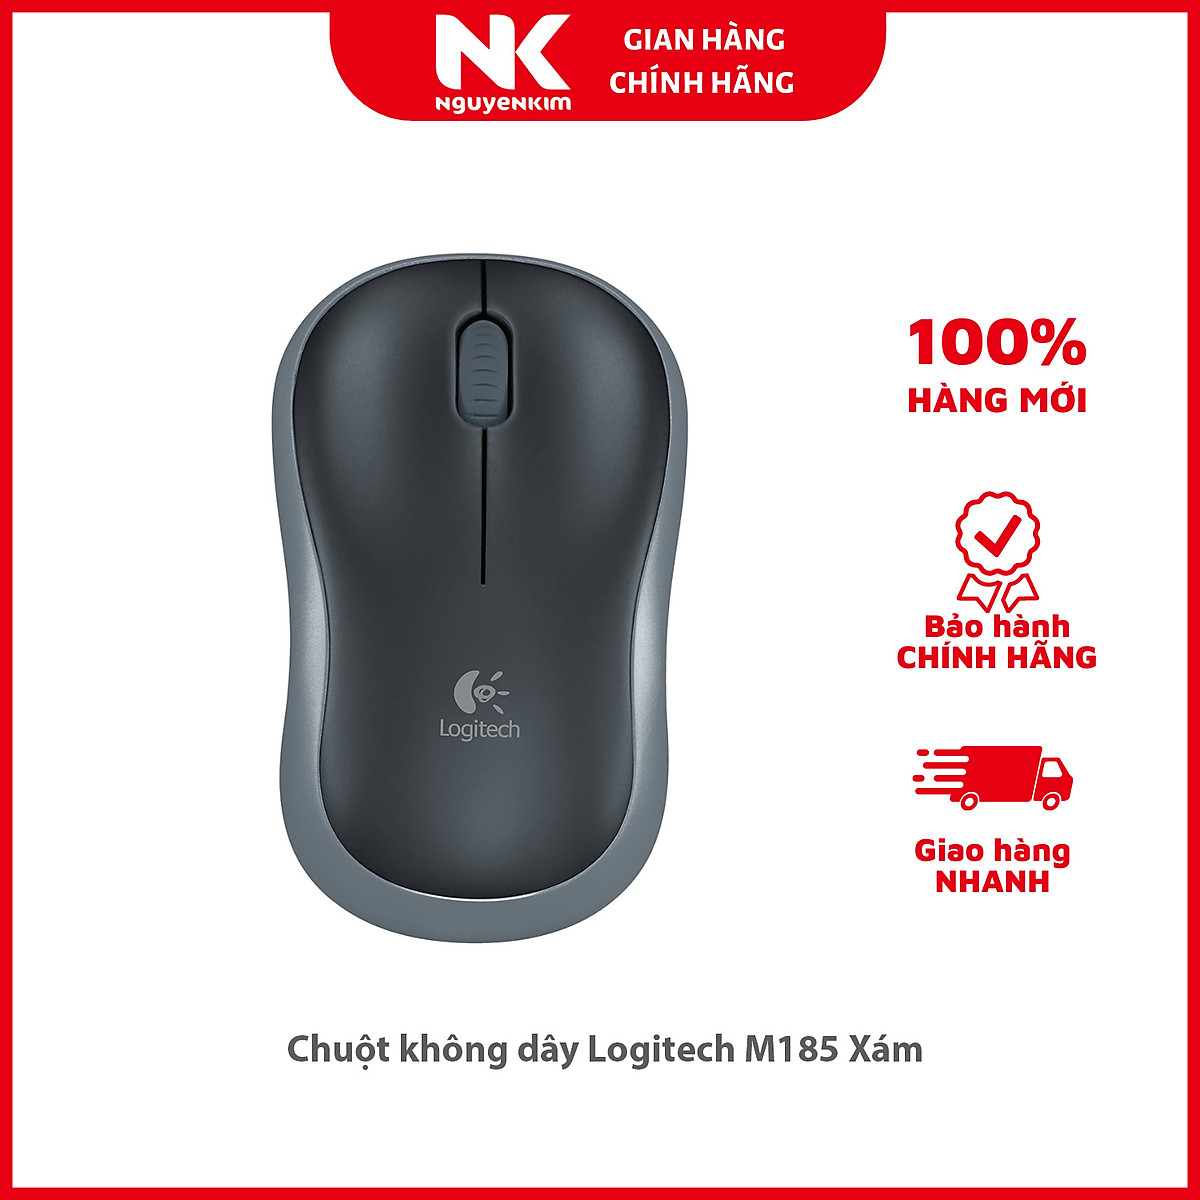 NK
NGUYENKIM
GIAN HÀNG
CHÍNH HÃNG
100%
HÀNG MỚI
Bảo hành
CHÍNH HÃNG
Giao hàng
NHANH
Logitech
Chuột không dây Logitech M185 Xám